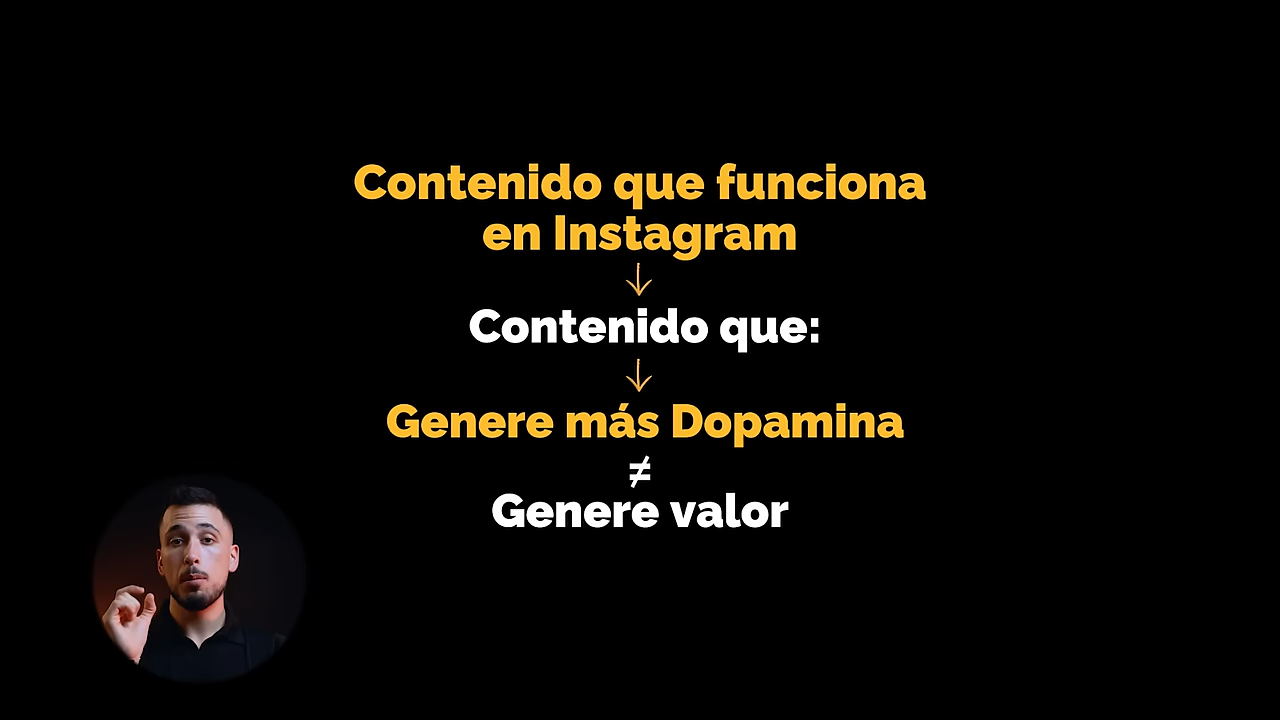 Contenido que funciona
en Instagram
↓
Contenido que:
↓
Genere más Dopamina
≠
Genere valor